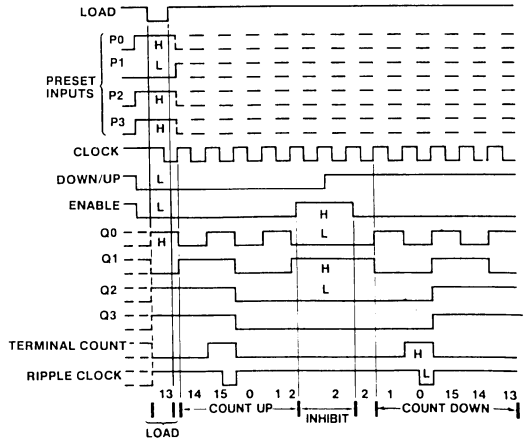 LOAD
P0 H
P1 L
PRESET
INPUTS
P2 H
P3 H
CLOCK
DOWN/UP L
ENABLE L H
Q0 H L
Q1 H
Q2 L
Q3
TERMINAL COUNT H
RIPPLE CLOCK L
13 14 15 0 1 2 2 2 1 0 15 14 13
COUNT UP INHIBIT COUNT DOWN
LOAD